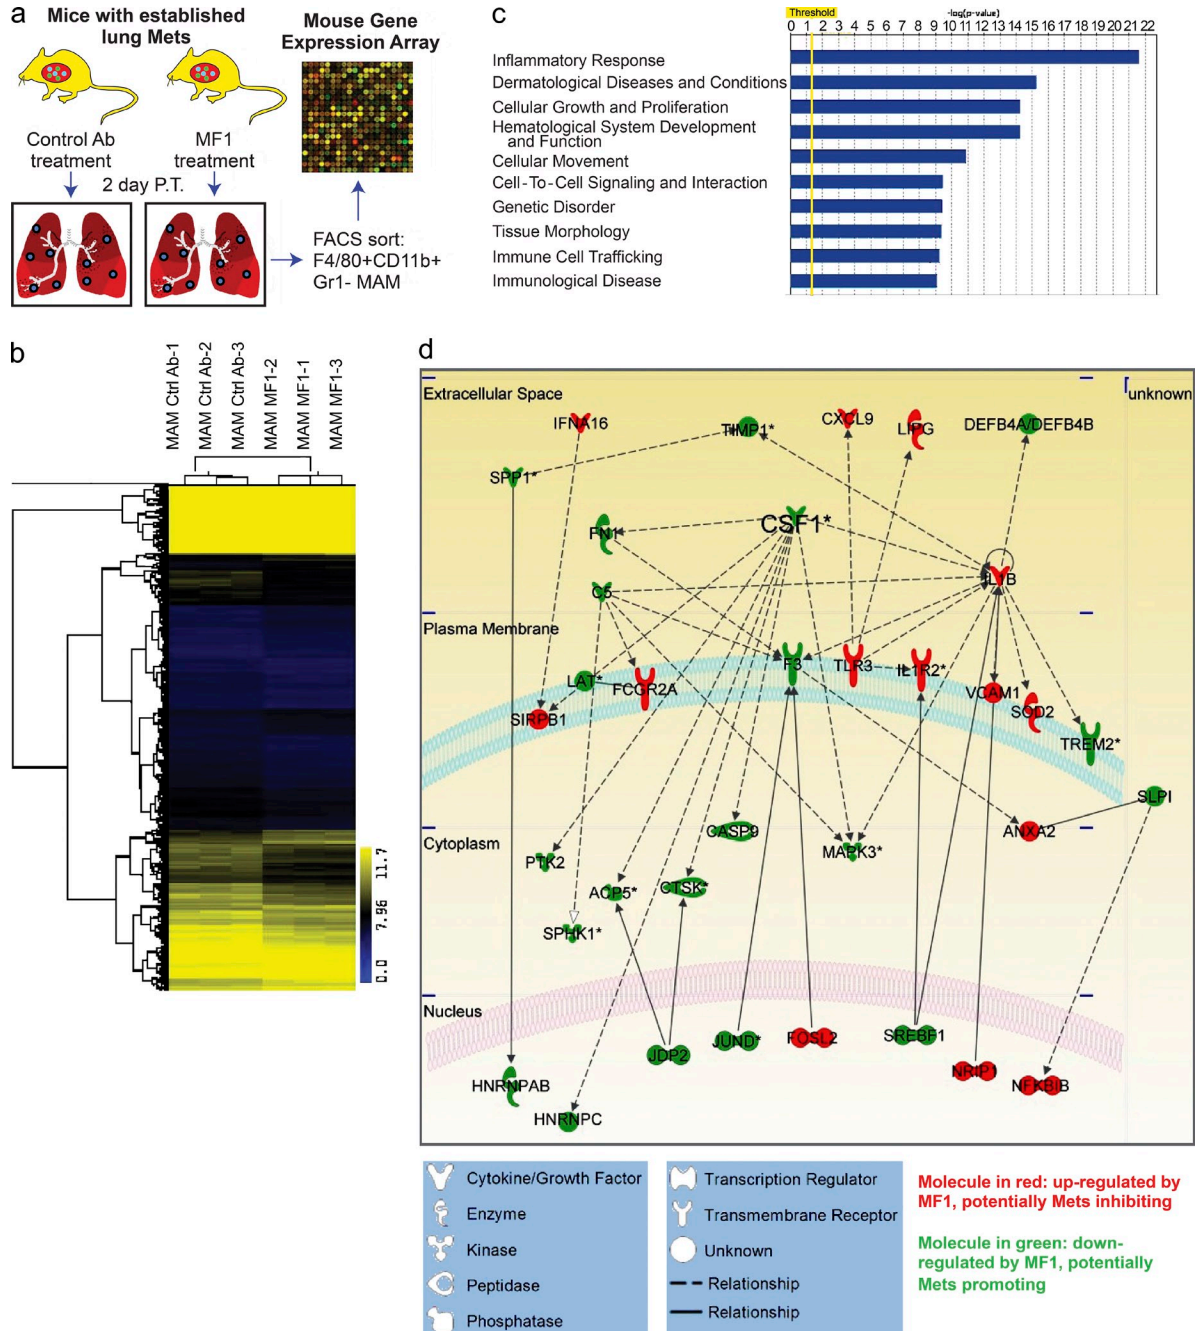 a
Mice with established
lung Mets
Mouse Gene
Expression Array
Control Ab
treatment
MF1
treatment
2 day P.T.
FACS sort:
F4/80+CD11b+
Gr1- MAM
c
Threshold
-log(p-value)
0 1 2 3 4 5 6 7 8 9 10 11 12 13 14 15 16 17 18 19 20 21 22
Inflammatory Response
Dermatological Diseases and Conditions
Cellular Growth and Proliferation
Hematological System Development
and Function
Cellular Movement
Cell-To-Cell Signaling and Interaction
Genetic Disorder
Tissue Morphology
Immune Cell Trafficking
Immunological Disease
b
MAM Ctrl Ab-1
MAM Ctrl Ab-2
MAM Ctrl Ab-3
MAM MF1-2
MAM MF1-1
MAM MF1-3
11.7
7.96
0.0
d
Extracellular Space
unknown
IFNA16
TIMP1*
CXCL9
LIPG
DEFB4A/DEFB4B
SPP1*
CSF1*
FN1
IL1B
C5
Plasma Membrane
LAT*
FCGR2A
F3
TLR3
IL1R2*
VCAM1
SOD2
SIRPB1
TREM2*
SLPI
Cytoplasm
CASP9
MAPK3*
ANXA2
PTK2
ACP5*
CTSK*
SPHK1*
Nucleus
JDP2
JUND*
FOSL2
SREBF1
NRIP1
NFKBIB
HNRNPAB
HNRNPC
Cytokine/Growth Factor
Enzyme
Kinase
Peptidase
Phosphatase
Transcription Regulator
Transmembrane Receptor
Unknown
Relationship
Relationship
Molecule in red: up-regulated by
MF1, potentially Mets inhibiting
Molecule in green: down-
regulated by MF1, potentially
Mets promoting